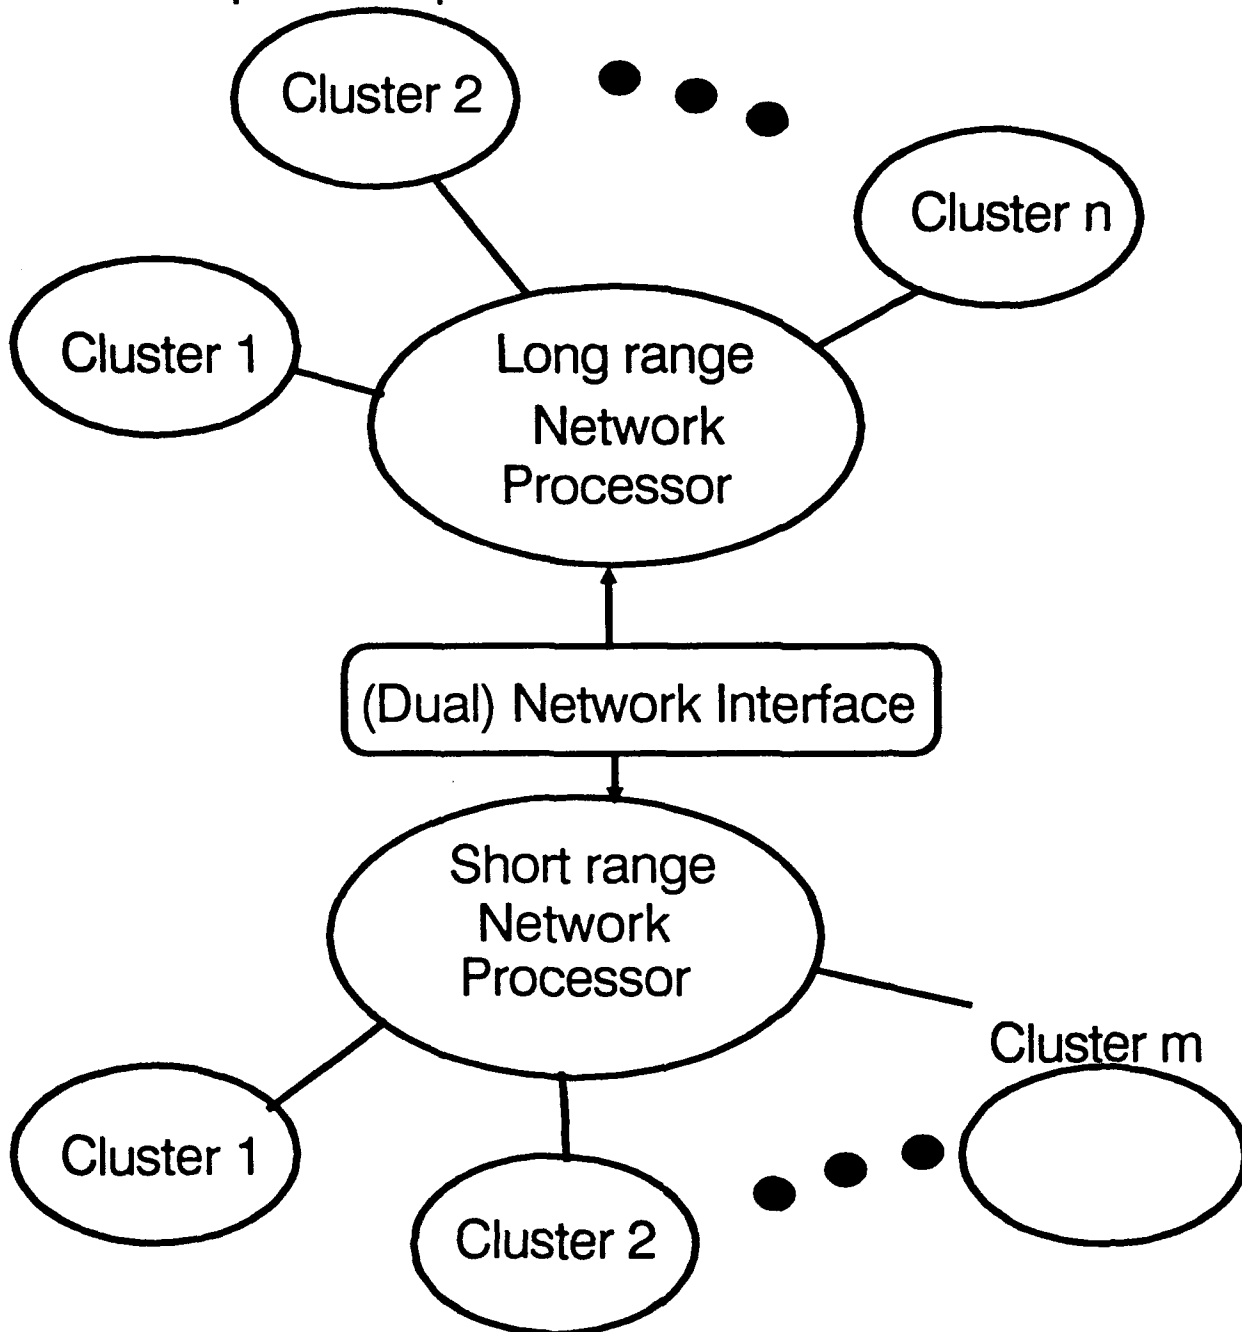 Cluster 2
Cluster n
Cluster 1
Long range
Network
Processor
(Dual) Network Interface
Short range
Network
Processor
Cluster m
Cluster 1
Cluster 2